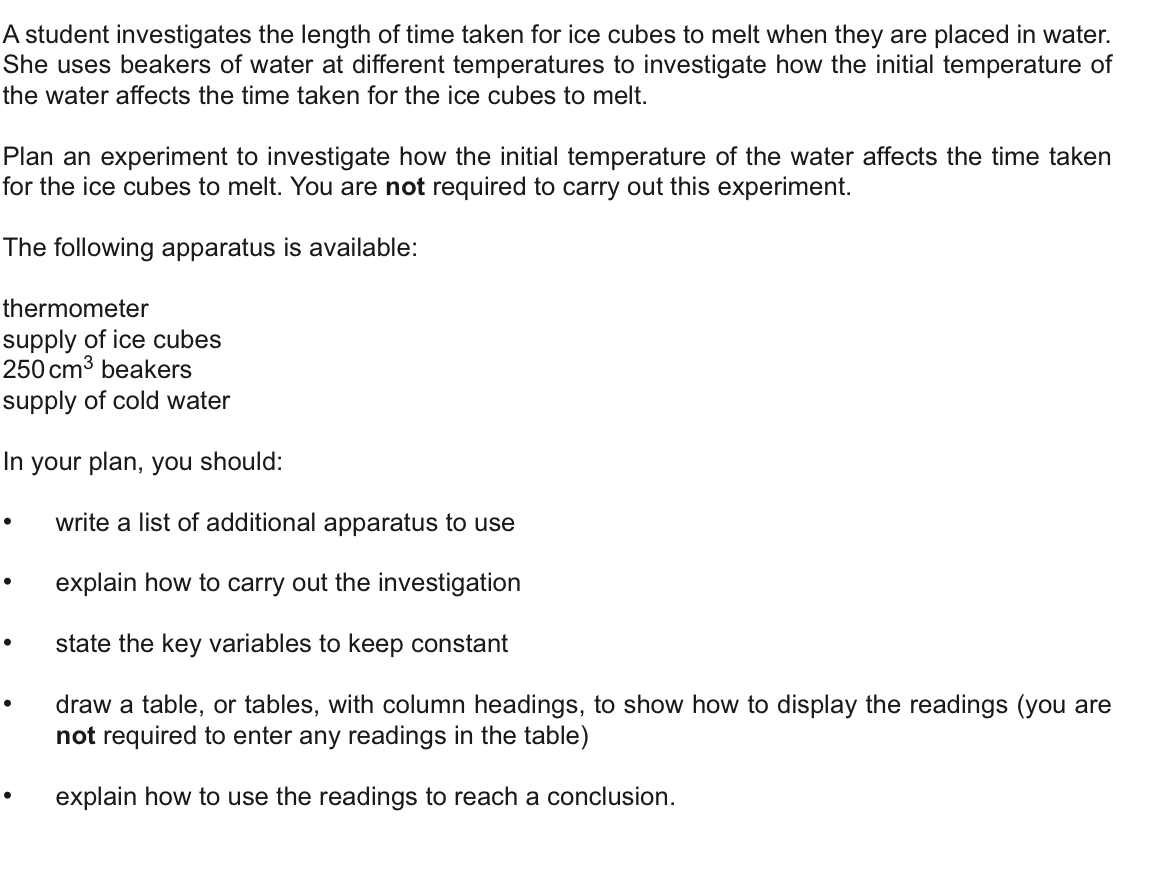 A student investigates the length of time taken for ice cubes to melt when they are placed in water.
She uses beakers of water at different temperatures to investigate how the initial temperature of
the water affects the time taken for the ice cubes to melt.
Plan an experiment to investigate how the initial temperature of the water affects the time taken
for the ice cubes to melt. You are not required to carry out this experiment.
The following apparatus is available:
thermometer
supply of ice cubes
250 cm³ beakers
supply of cold water
In your plan, you should:
• write a list of additional apparatus to use
• explain how to carry out the investigation
• state the key variables to keep constant
• draw a table, or tables, with column headings, to show how to display the readings (you are
not required to enter any readings in the table)
• explain how to use the readings to reach a conclusion.